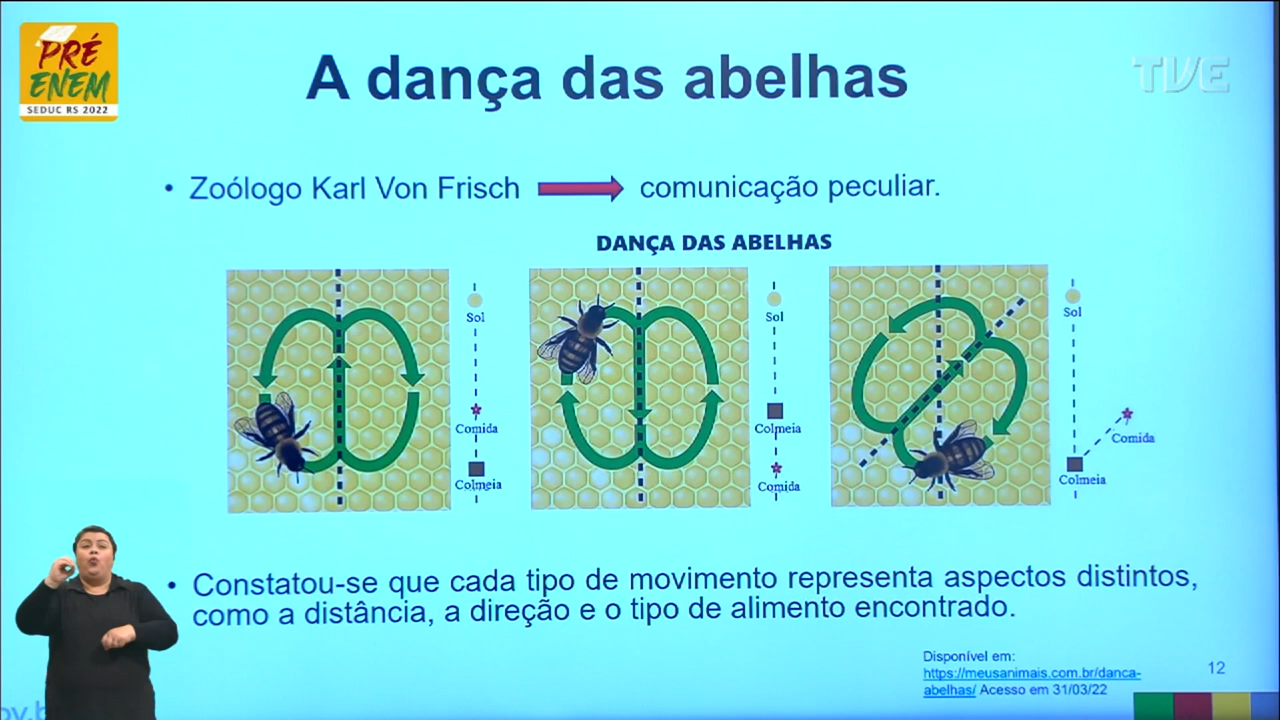 PRÉ
ENEM
SEDUC RS 2022
A dança das abelhas
TVE
• Zoólogo Karl Von Frisch
comunicação peculiar.
DANÇA DAS ABELHAS
Sol
Comida
Colmeia
Sol
Colmeia
Comida
Sol
Comida
Colmeia
• Constatou-se que cada tipo de movimento representa aspectos distintos,
como a distância, a direção e o tipo de alimento encontrado.
Disponível em:
https://meusanimais.com.br/danca-
abelhas/ Acesso em 31/03/22
12